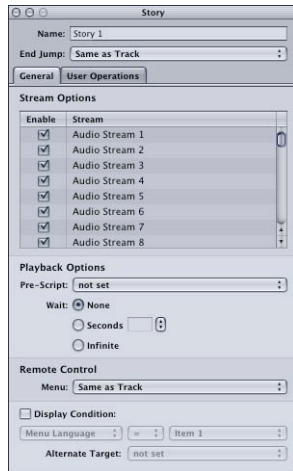 Story
Name: Story 1
End Jump: Same as Track
General User Operations
Stream Options
Enable Stream
Audio Stream 1
Audio Stream 2
Audio Stream 3
Audio Stream 4
Audio Stream 5
Audio Stream 6
Audio Stream 7
Audio Stream 8
Playback Options
Pre-Script: not set
Wait: None
Seconds
Infinite
Remote Control
Menu: Same as Track
Display Condition:
Menu Language = Item 1
Alternate Target: not set